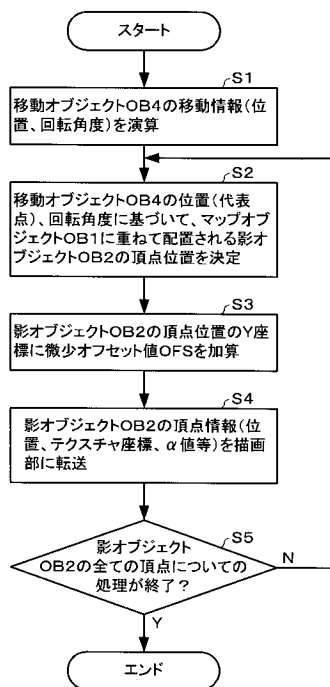 スタート
S1
移動オブジェクトOB4の移動情報(位
置、回転角度)を演算
S2
移動オブジェクトOB4の位置(代表
点)、回転角度に基づいて、マップオブ
ジェクトOB1に重ねて配置される影オ
ブジェクトOB2の頂点位置を決定
S3
影オブジェクトOB2の頂点位置のY座
標に微少オフセット値OFSを加算
S4
影オブジェクトOB2の頂点情報(位
置、テクスチャ座標、α値等)を描画
部に転送
S5
影オブジェクト
OB2の全ての頂点についての
処理が終了?
N
Y
エンド